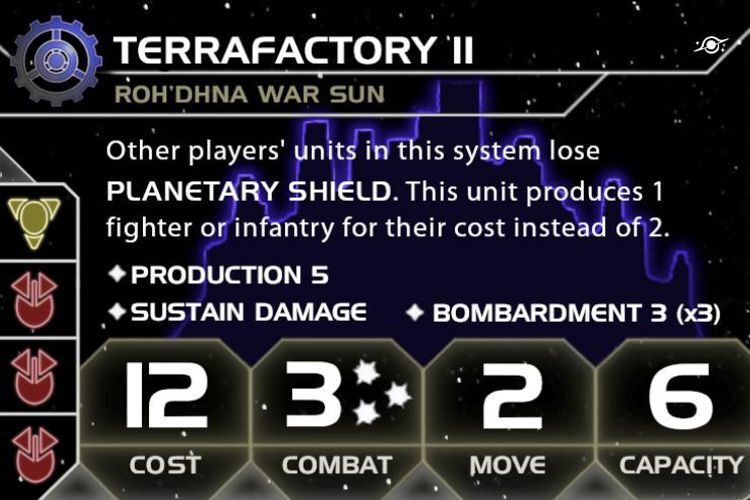 TERRAFACTORY II
ROH'DHNA WAR SUN
Other players' units in this system lose
PLANETARY SHIELD. This unit produces 1
fighter or infantry for their cost instead of 2.
PRODUCTION 5
SUSTAIN DAMAGE BOMBARDMENT 3 (x3)
12 3 2 6
COST COMBAT MOVE CAPACITY